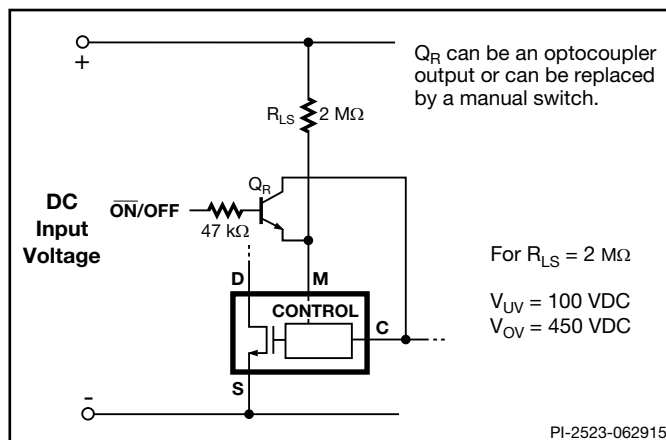 +
Q_R can be an optocoupler
output or can be replaced
by a manual switch.
R_LS 2 MΩ
Q_R
DC
Input
Voltage
O̅N̅/OFF
47 kΩ
For R_LS = 2 MΩ
D M
V_UV = 100 VDC
CONTROL
C
V_OV = 450 VDC
S
-
PI-2523-062915